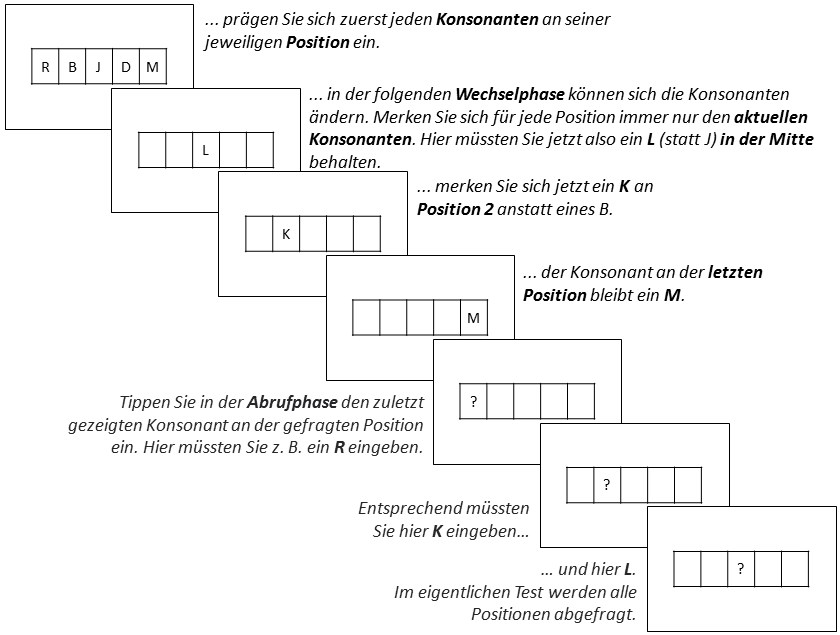 ... prägen Sie sich zuerst jeden Konsonanten an seiner
jeweiligen Position ein.
R B J D M
... in der folgenden Wechselphase können sich die Konsonanten
ändern. Merken Sie sich für jede Position immer nur den aktuellen
Konsonanten. Hier müssten Sie jetzt also ein L (statt J) in der Mitte
behalten.
L
... merken Sie sich jetzt ein K an
Position 2 anstatt eines B.
K
... der Konsonant an der letzten
Position bleibt ein M.
M
Tippen Sie in der Abrufphase den zuletzt
gezeigten Konsonant an der gefragten Position
ein. Hier müssten Sie z. B. ein R eingeben.
?
Entsprechend müssten
Sie hier K eingeben...
?
... und hier L.
Im eigentlichen Test werden alle
Positionen abgefragt.
?